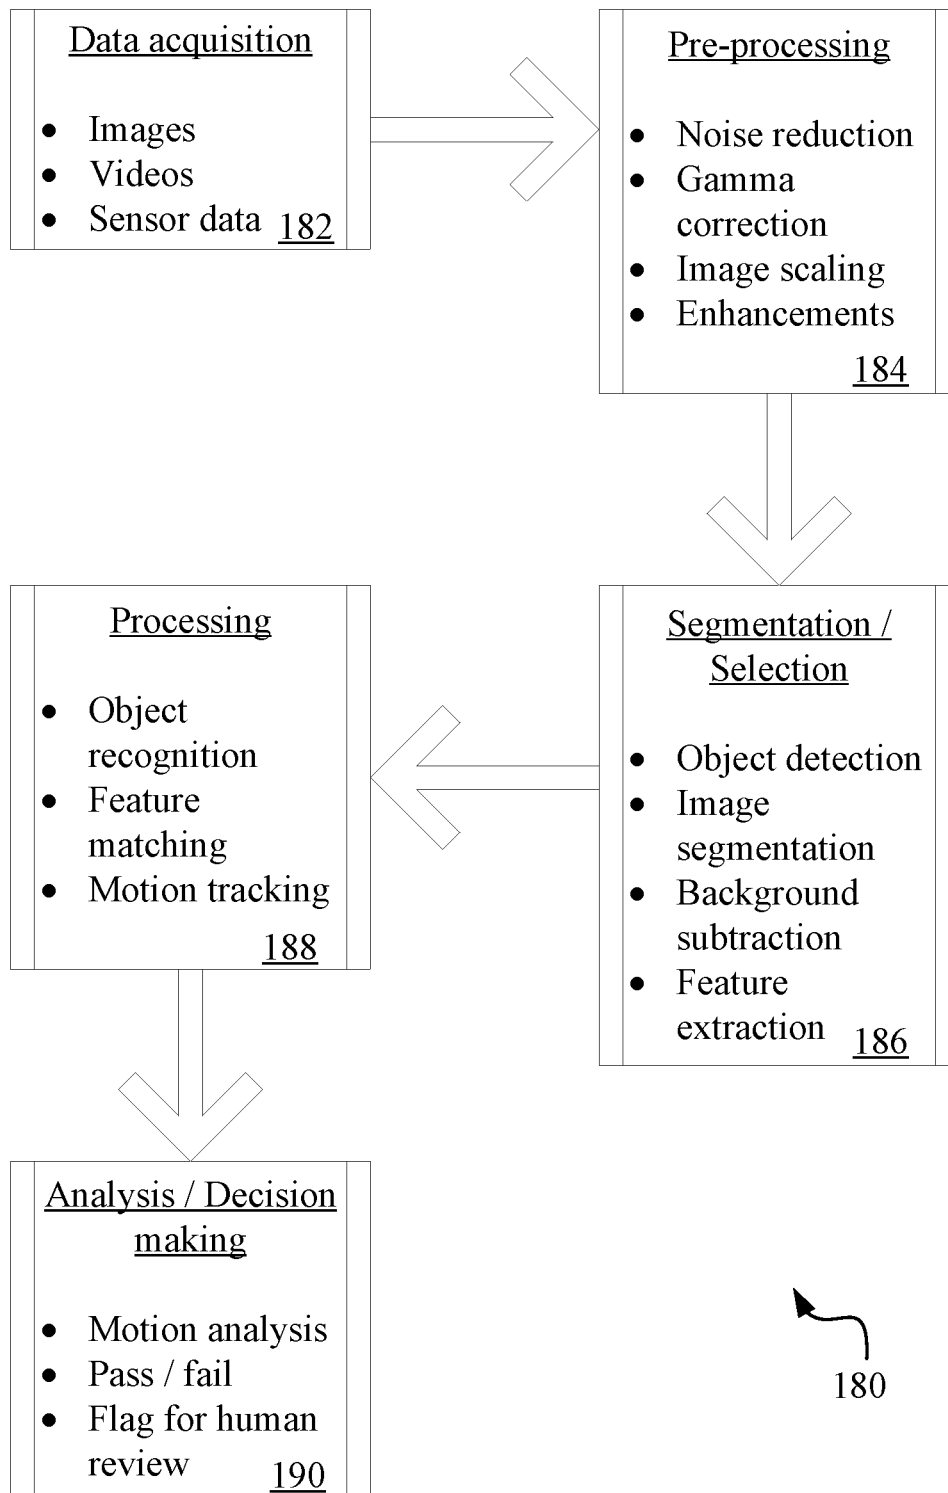 Data acquisition
• Images
• Videos
• Sensor data
182
Pre-processing
• Noise reduction
• Gamma
correction
• Image scaling
• Enhancements
184
Segmentation /
Selection
• Object detection
• Image
segmentation
• Background
subtraction
• Feature
extraction
186
Processing
• Object
recognition
• Feature
matching
• Motion tracking
188
Analysis / Decision
making
• Motion analysis
• Pass / fail
• Flag for human
review
190
180